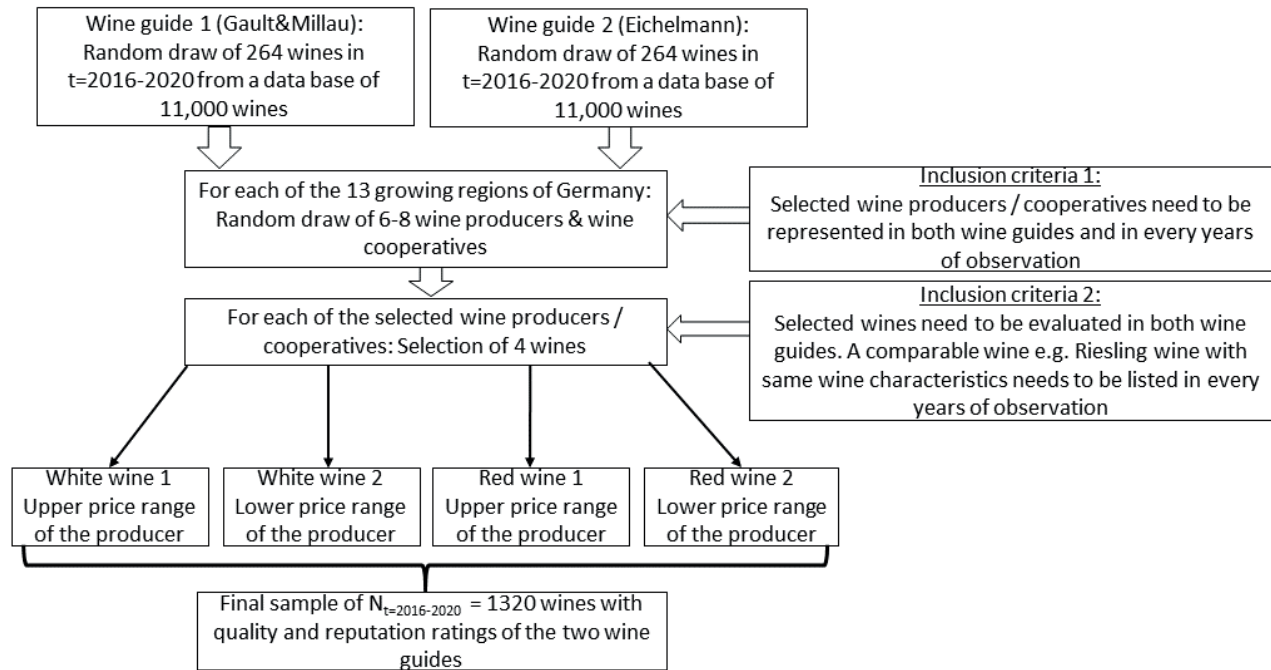 Wine guide 1 (Gault&Millau):
Random draw of 264 wines in
t=2016-2020 from a data base of
11,000 wines
Wine guide 2 (Eichelmann):
Random draw of 264 wines in
t=2016-2020 from a data base of
11,000 wines
For each of the 13 growing regions of Germany:
Random draw of 6-8 wine producers & wine
cooperatives
Inclusion criteria 1:
Selected wine producers / cooperatives need to be
represented in both wine guides and in every years
of observation
For each of the selected wine producers /
cooperatives: Selection of 4 wines
Inclusion criteria 2:
Selected wines need to be evaluated in both wine
guides. A comparable wine e.g. Riesling wine with
same wine characteristics needs to be listed in every
years of observation
White wine 1
Upper price range
of the producer
White wine 2
Lower price range
of the producer
Red wine 1
Upper price range
of the producer
Red wine 2
Lower price range
of the producer
Final sample of N t=2016-2020 = 1320 wines with
quality and reputation ratings of the two wine
guides